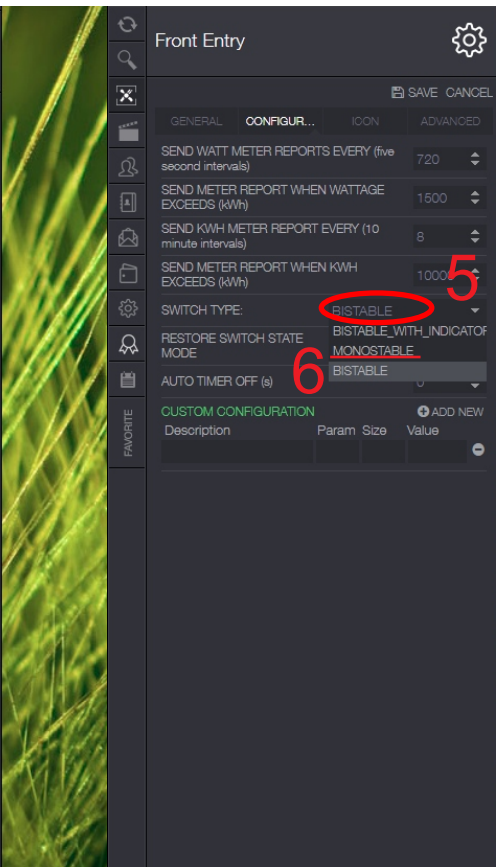 Front Entry
SAVE CANCEL
GENERAL CONFIGUR... ICON ADVANCED
SEND WATT METER REPORTS EVERY (five
second intervals)
720
SEND METER REPORT WHEN WATTAGE
EXCEEDS (kWh)
1500
SEND KWH METER REPORT EVERY (10
minute intervals)
8
SEND METER REPORT WHEN KWH
EXCEEDS (kWh)
10000
5
SWITCH TYPE: BISTABLE
BISTABLE_WITH_INDICATOR
RESTORE SWITCH STATE
MODE
MONOSTABLE
6
BISTABLE
AUTO TIMER OFF (s) 0
CUSTOM CONFIGURATION ADD NEW
Description Param Size Value
FAVORITE